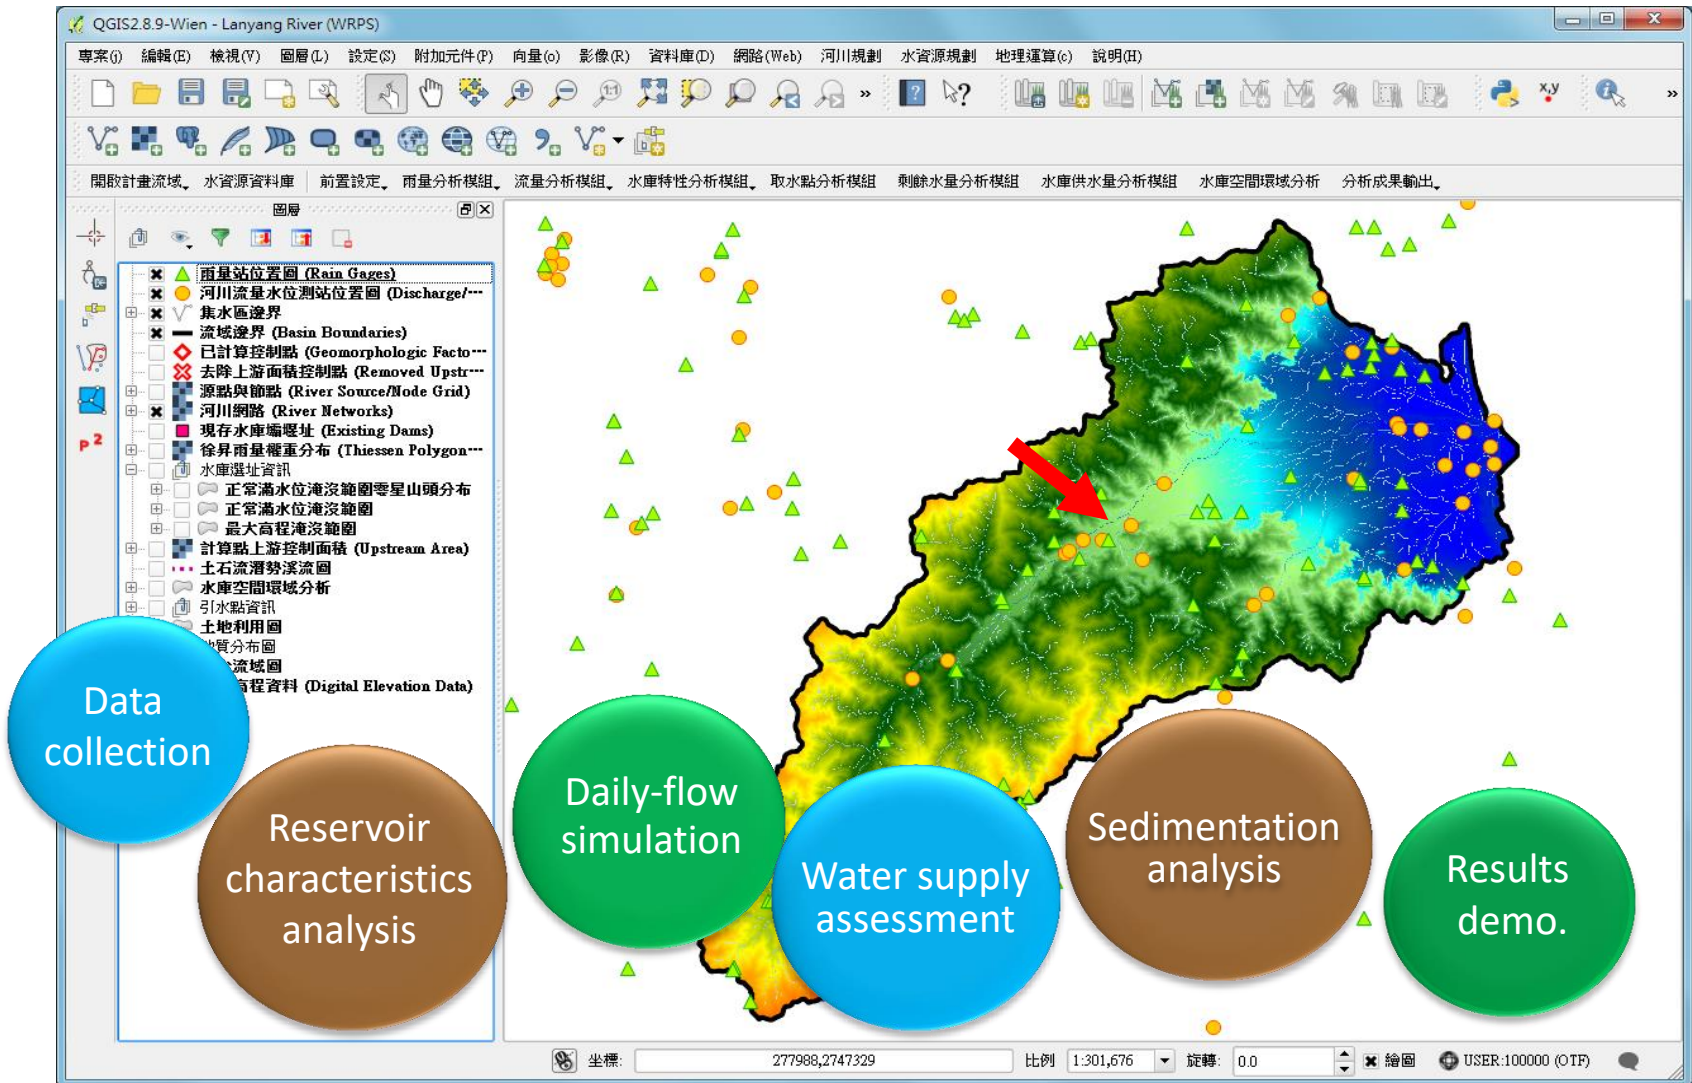 QGIS2.8.9-Wien - Lanyang River (WRPS)
專案(j) 編輯(E) 檢視(V) 圖層(L) 設定(S) 附加元件(P) 向量(o) 影像(R) 資料庫(D) 網路(Web) 河川規劃 水資源規劃 地理運算(c) 說明(H)
開啟計畫流域 水資源資料庫 前置設定 雨量分析模組 流量分析模組 水庫特性分析模組 取水點分析模組 剩餘水量分析模組 水庫供水量分析模組 水庫空間環域分析 分析成果輸出
圖層
雨量站位置圖 (Rain Gages)
河川流量水位測站位置圖 (Discharge/⋯
集水區邊界
流域邊界 (Basin Boundaries)
已計算控制點 (Geomorphologic Facto⋯
去除上游面積控制點 (Removed Upstr⋯
源點與節點 (River Source/Node Grid)
河川網路 (River Networks)
現存水庫壩堰址 (Existing Dams)
徐昇雨量權重分布 (Thiessen Polygon⋯
水庫選址資訊
正常滿水位淹沒範圍零星山頭分布
正常滿水位淹沒範圍
最大高程淹沒範圍
計算點上游控制面積 (Upstream Area)
土石流潛勢溪流圖
水庫空間環域分析
引水點資訊
土地利用圖
質分布圖
流域圖
高程資料 (Digital Elevation Data)
Data
collection
Reservoir
characteristics
analysis
Daily-flow
simulation
Water supply
assessment
Sedimentation
analysis
Results
demo.
坐標: 277988,2747329 比例 1:301,676 旋轉: 0.0 繪圖 USER:100000 (OTF)